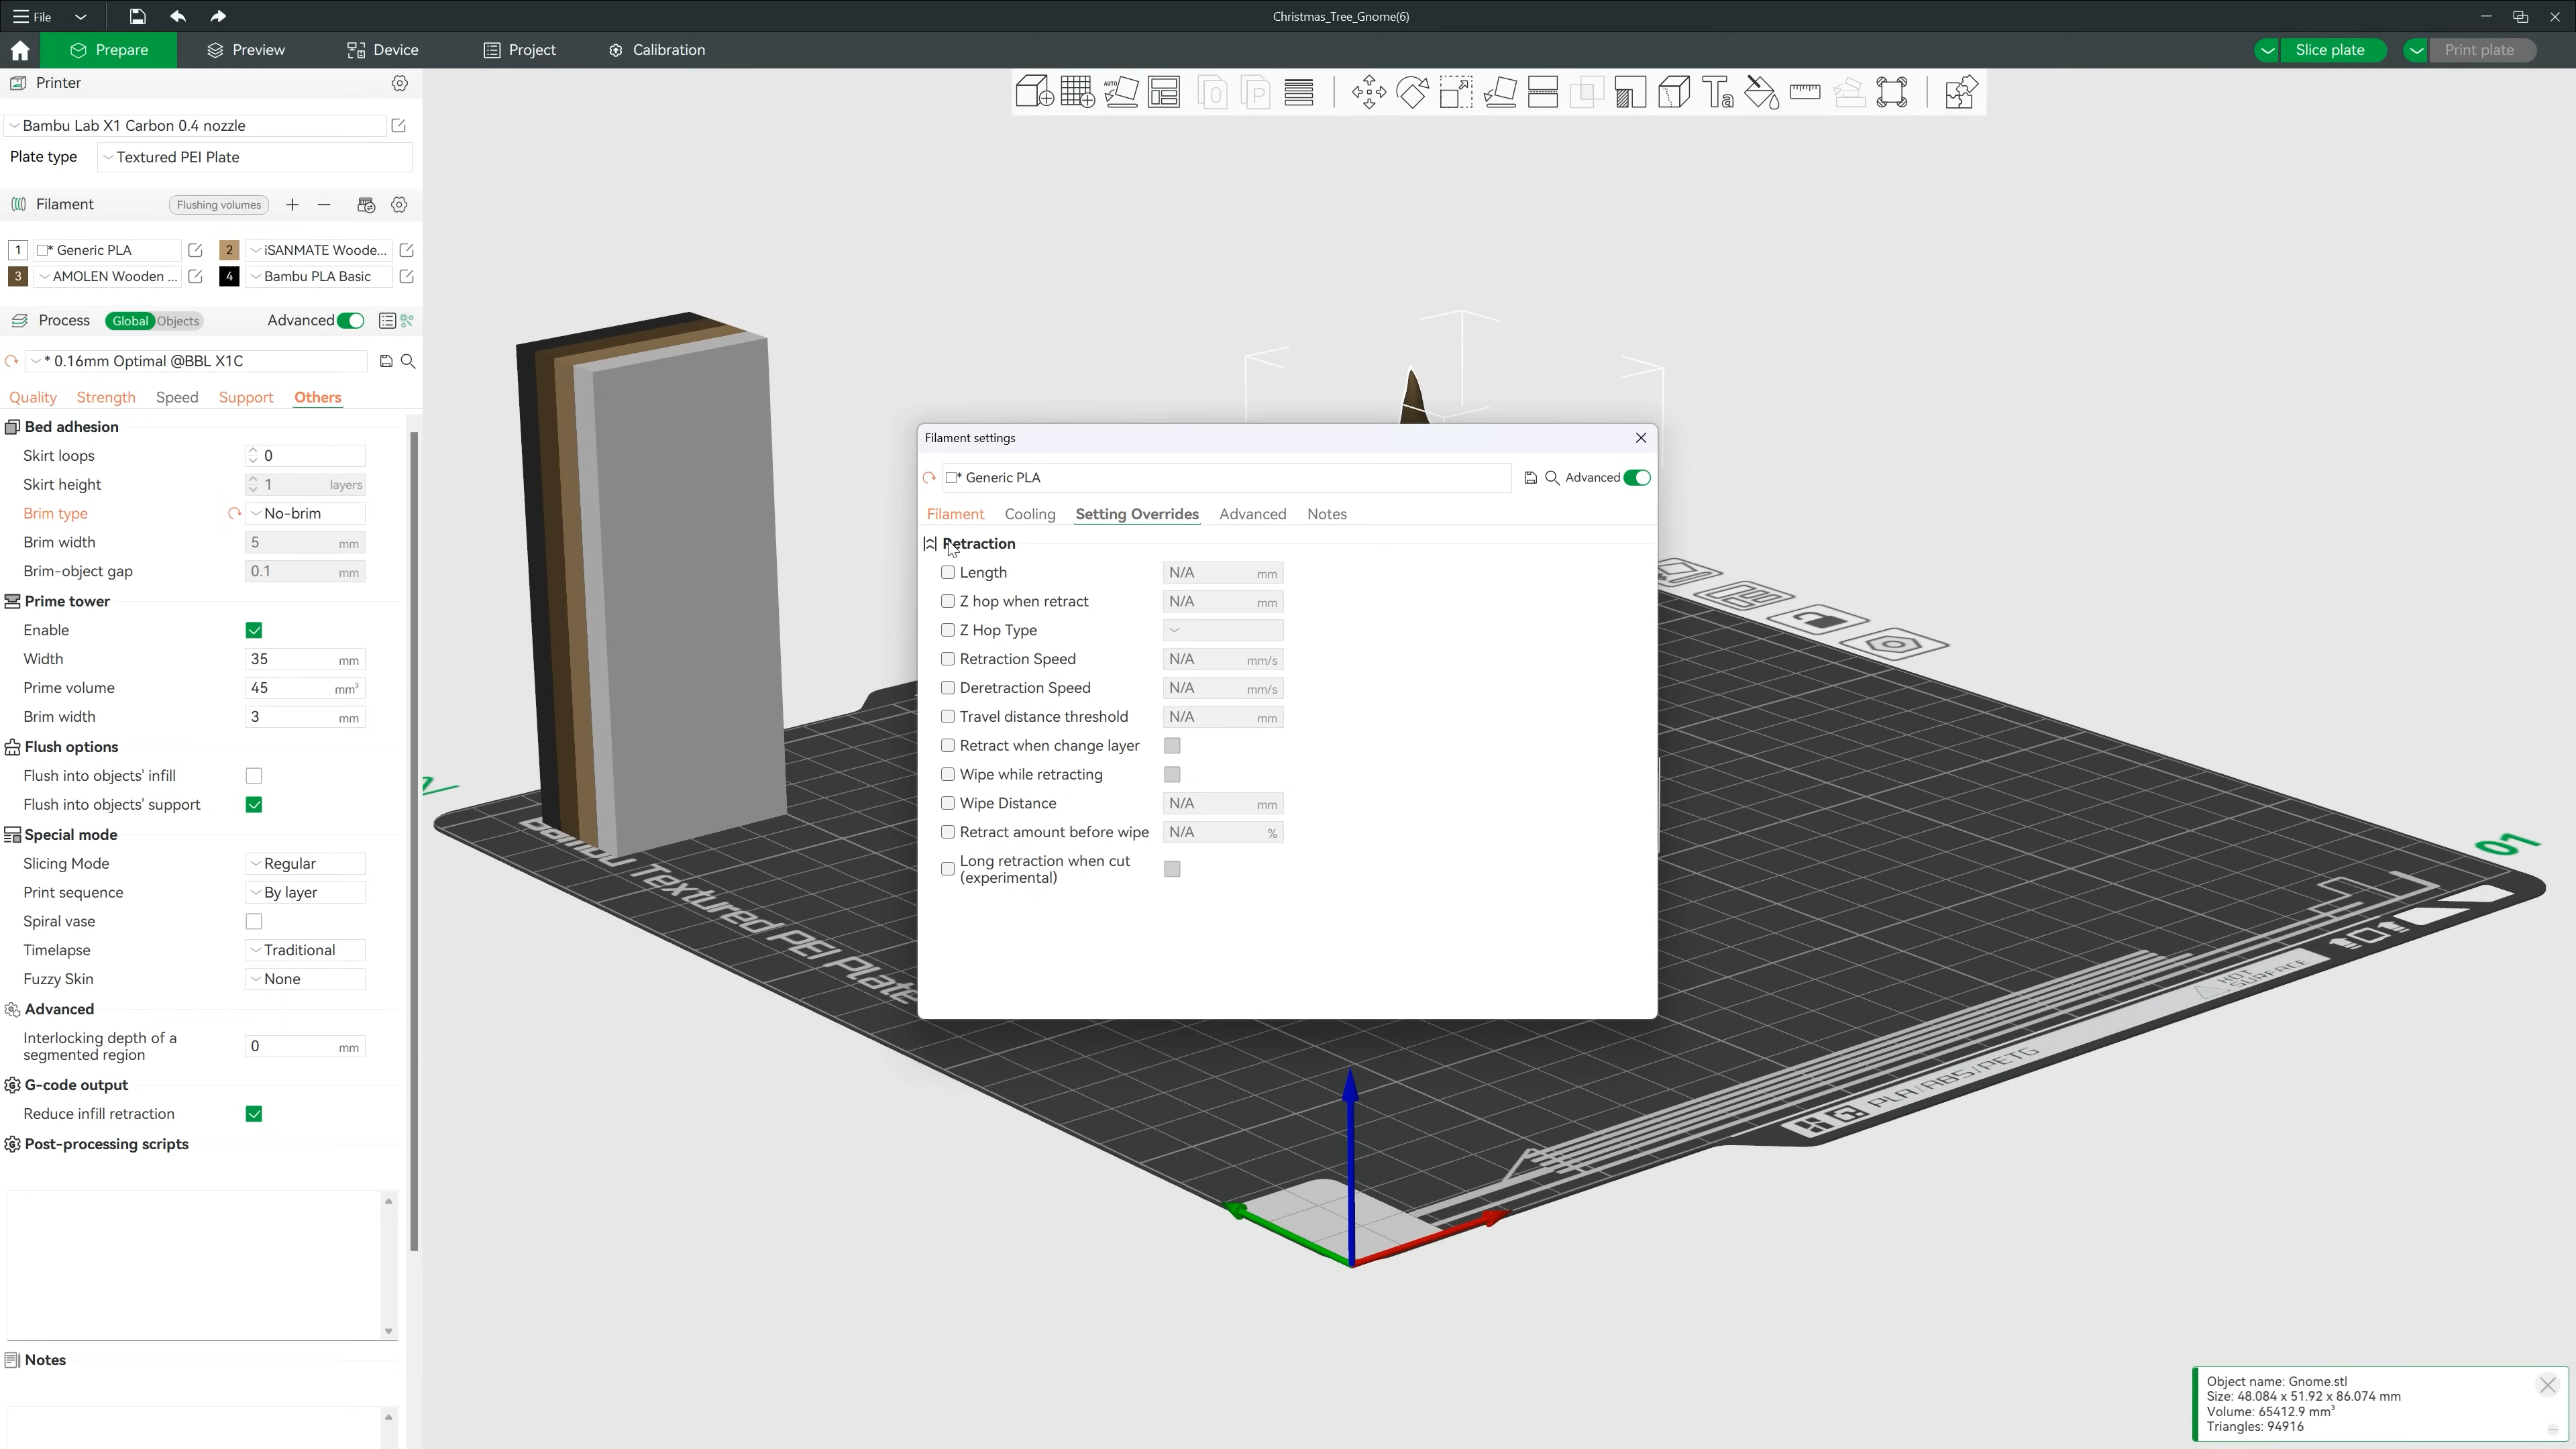 File
Christmas_Tree_Gnome(6)
Prepare
Preview
Device
Project
Calibration
Slice plate
Print plate
Printer
Bambu Lab X1 Carbon 0.4 nozzle
Plate type
Textured PEI Plate
Filament
Flushing volumes
1
* Generic PLA
2
iSANMATE Woode...
3
AMOLEN Wooden ...
4
Bambu PLA Basic
Process
Global
Objects
Advanced
* 0.16mm Optimal @BBL X1C
Quality
Strength
Speed
Support
Others
Bed adhesion
Skirt loops
0
Skirt height
1
layers
Brim type
No-brim
Brim width
5
mm
Brim-object gap
0.1
mm
Prime tower
Enable
Width
35
mm
Prime volume
45
mm³
Brim width
3
mm
Flush options
Flush into objects' infill
Flush into objects' support
Special mode
Slicing Mode
Regular
Print sequence
By layer
Spiral vase
Timelapse
Traditional
Fuzzy Skin
None
Advanced
Interlocking depth of a
segmented region
0
mm
G-code output
Reduce infill retraction
Post-processing scripts
Notes
AUTO
O
P
Ta
Filament settings
* Generic PLA
Advanced
Filament
Cooling
Setting Overrides
Advanced
Notes
Retraction
Length
N/A
mm
Z hop when retract
N/A
mm
Z Hop Type
Retraction Speed
N/A
mm/s
Deretraction Speed
N/A
mm/s
Travel distance threshold
N/A
mm
Retract when change layer
Wipe while retracting
Wipe Distance
N/A
mm
Retract amount before wipe
N/A
%
Long retraction when cut
(experimental)
Bambu Textured PEI Plate
01
HOT
SURFACE
PLA/ABS/PETG
Object name: Gnome.stl
Size: 48.084 x 51.92 x 86.074 mm
Volume: 65412.9 mm³
Triangles: 94916